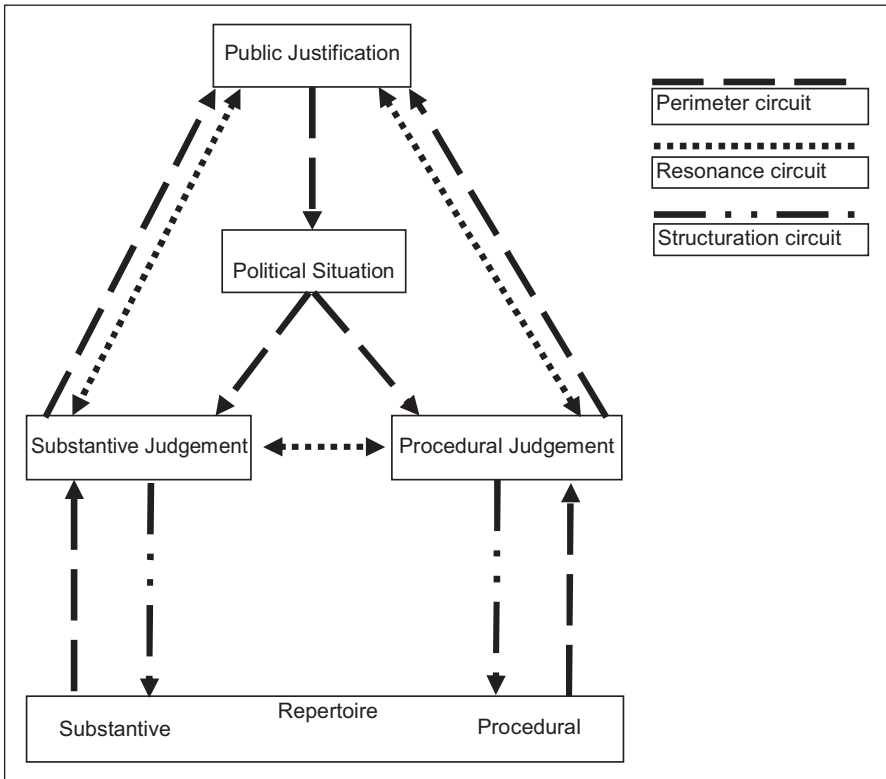 Public Justification
Perimeter circuit
Resonance circuit
Structuration circuit
Political Situation
Substantive Judgement
Procedural Judgement
Repertoire
Substantive
Procedural